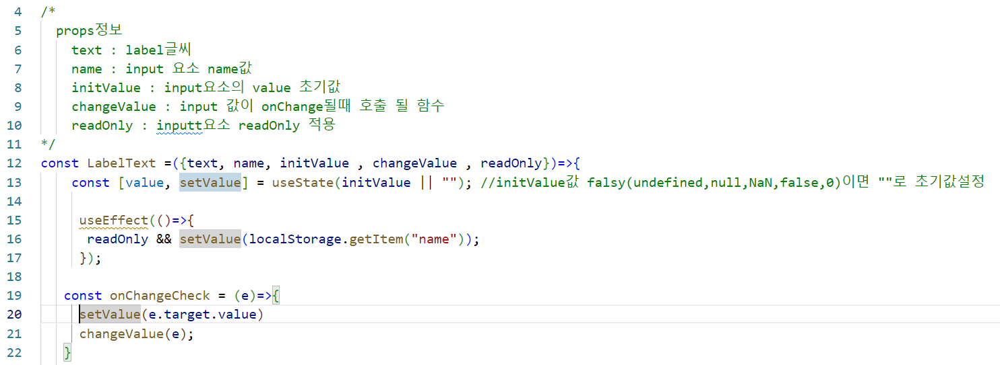 4 /*
5 props정보
6 text : label글씨
7 name : input 요소 name값
8 initValue : input요소의 value 초기값
9 changeValue : input 값이 onChange될때 호출 될 함수
10 readOnly : inputt요소 readOnly 적용
11 */
12 const LabelText =({text, name, initValue , changeValue , readOnly})=>{
13 const [value, setValue] = useState(initValue || ""); //initValue값 falsy(undefined,null,NaN,false,0)이면 ""로 초기값설정
14
15 useEffect(()=>{
16 readOnly && setValue(localStorage.getItem("name"));
17 });
18
19 const onChangeCheck = (e)=>{
20 setValue(e.target.value)
21 changeValue(e);
22 }